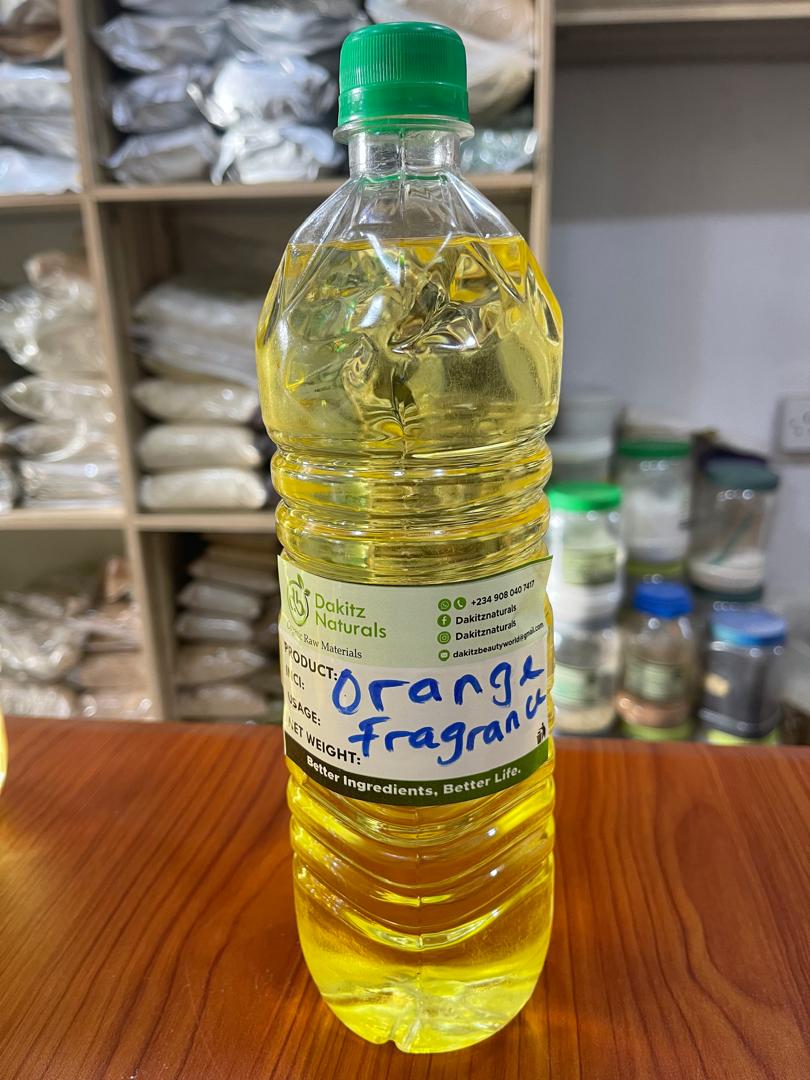 Dakitz
Naturals
Raw Materials
+234 908 040 7417
Dakitznaturals
Dakitznaturals
dakitzbeautyworld@gmail.com
PRODUCT: Orange
INCI:
USAGE: Fragrance
NET WEIGHT:
Better Ingredients, Better Life.